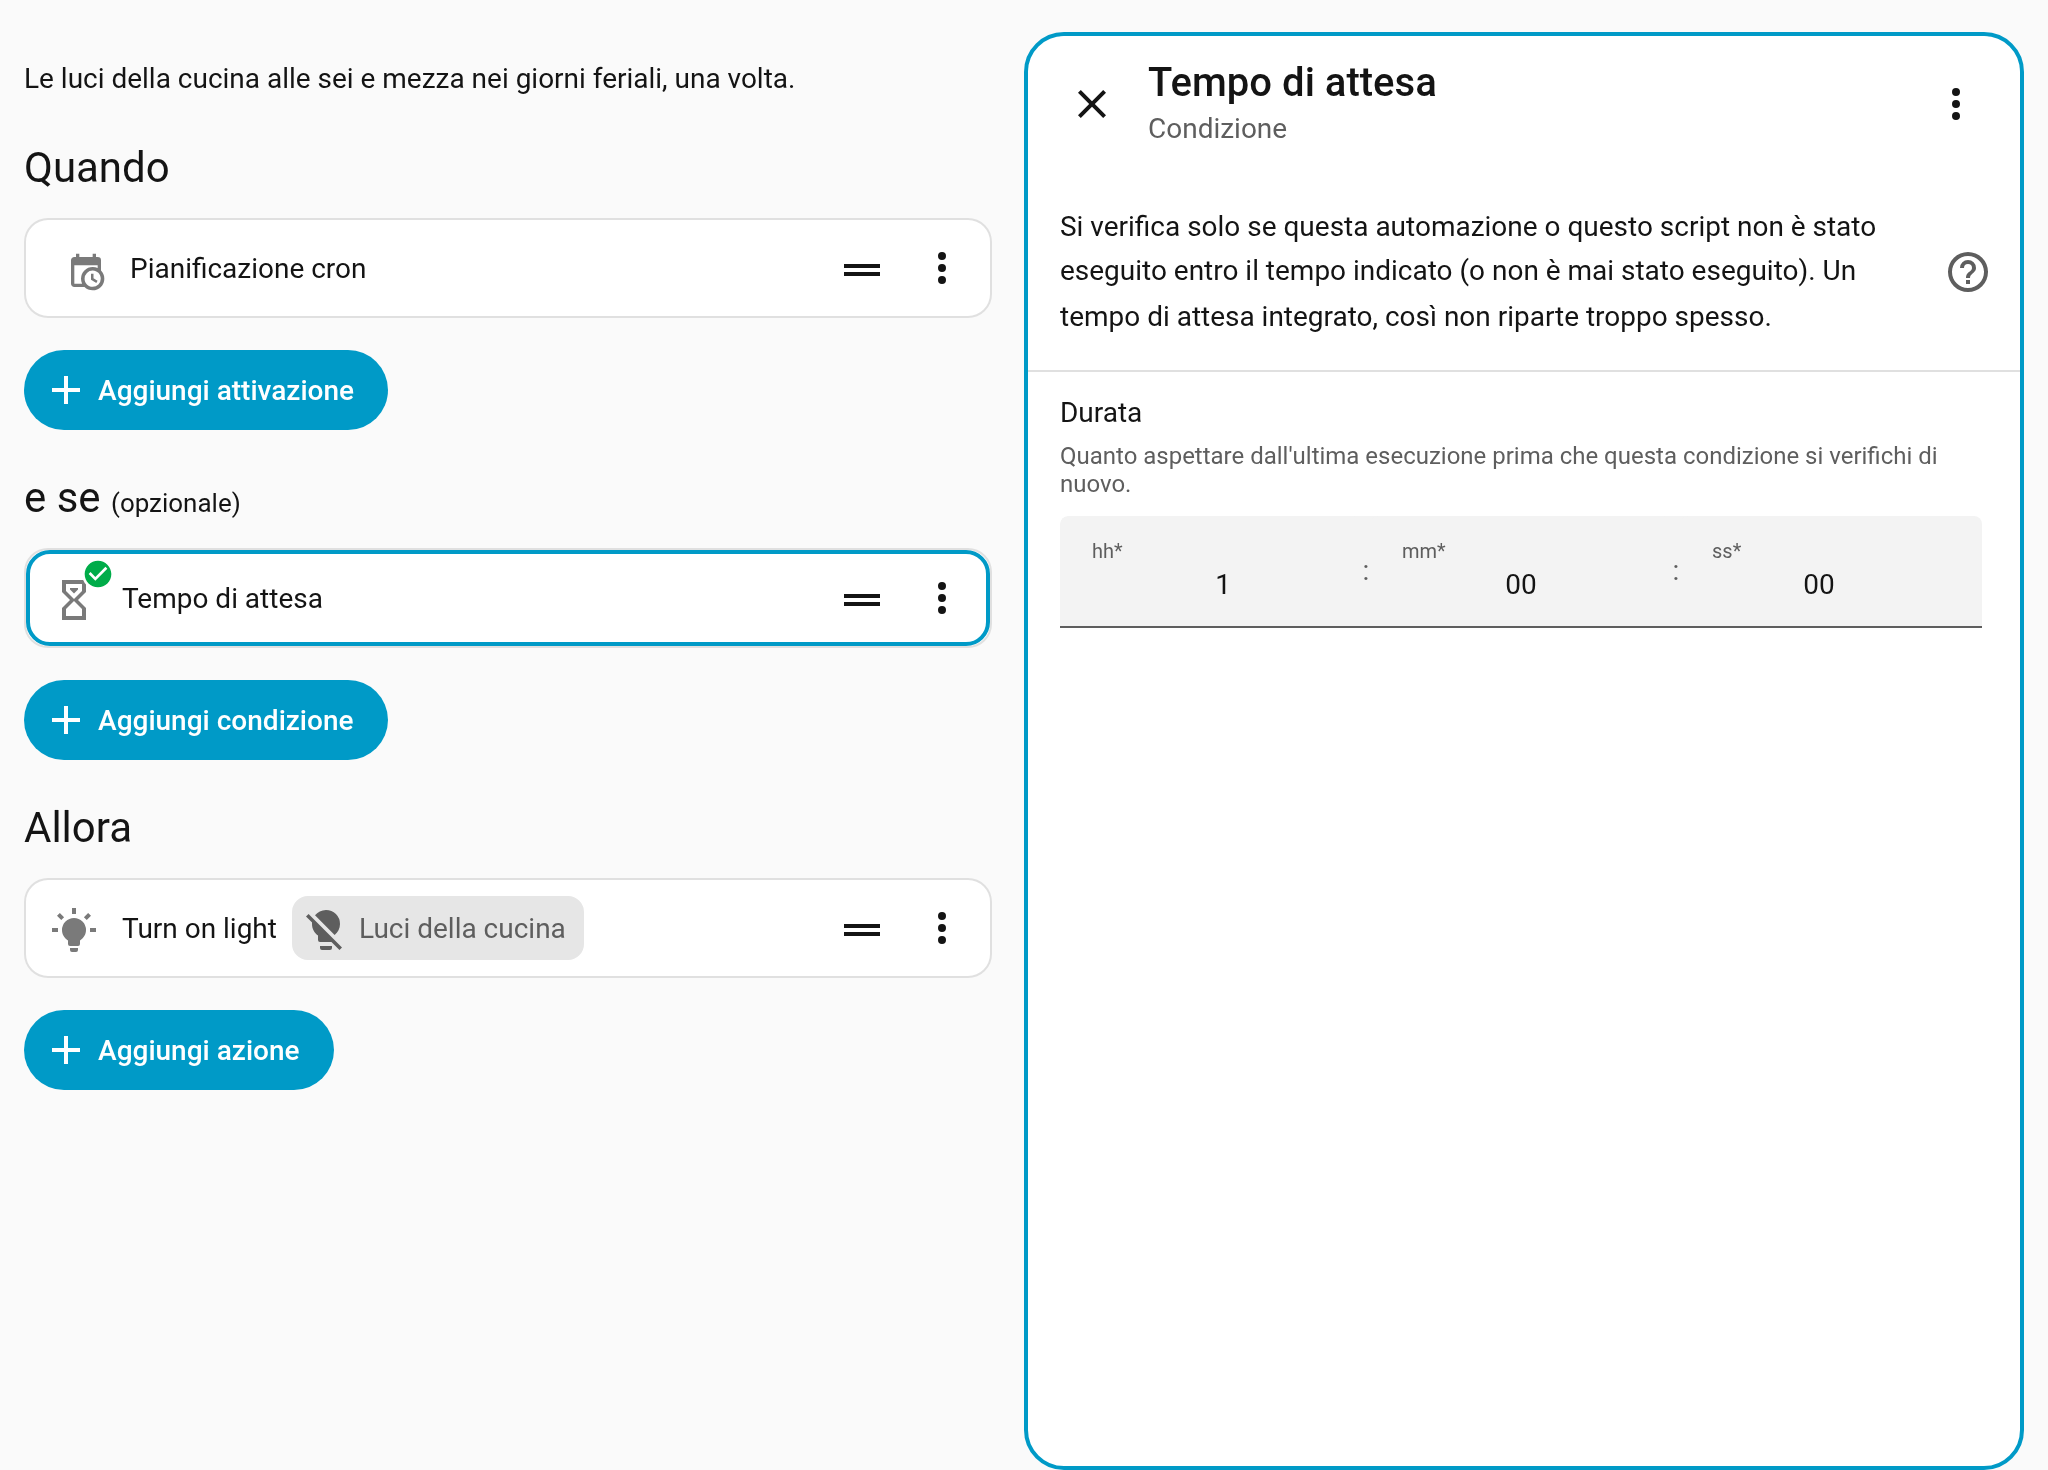 Le luci della cucina alle sei e mezza nei giorni feriali, una volta.
Quando
Pianificazione cron
Aggiungi attivazione
e se (opzionale)
Tempo di attesa
Aggiungi condizione
Allora
Turn on light Luci della cucina
Aggiungi azione
Tempo di attesa
Condizione
Si verifica solo se questa automazione o questo script non è stato
eseguito entro il tempo indicato (o non è mai stato eseguito). Un
tempo di attesa integrato, così non riparte troppo spesso.
Durata
Quanto aspettare dall'ultima esecuzione prima che questa condizione si verifichi di
nuovo.
hh* mm* ss*
1 : 00 : 00